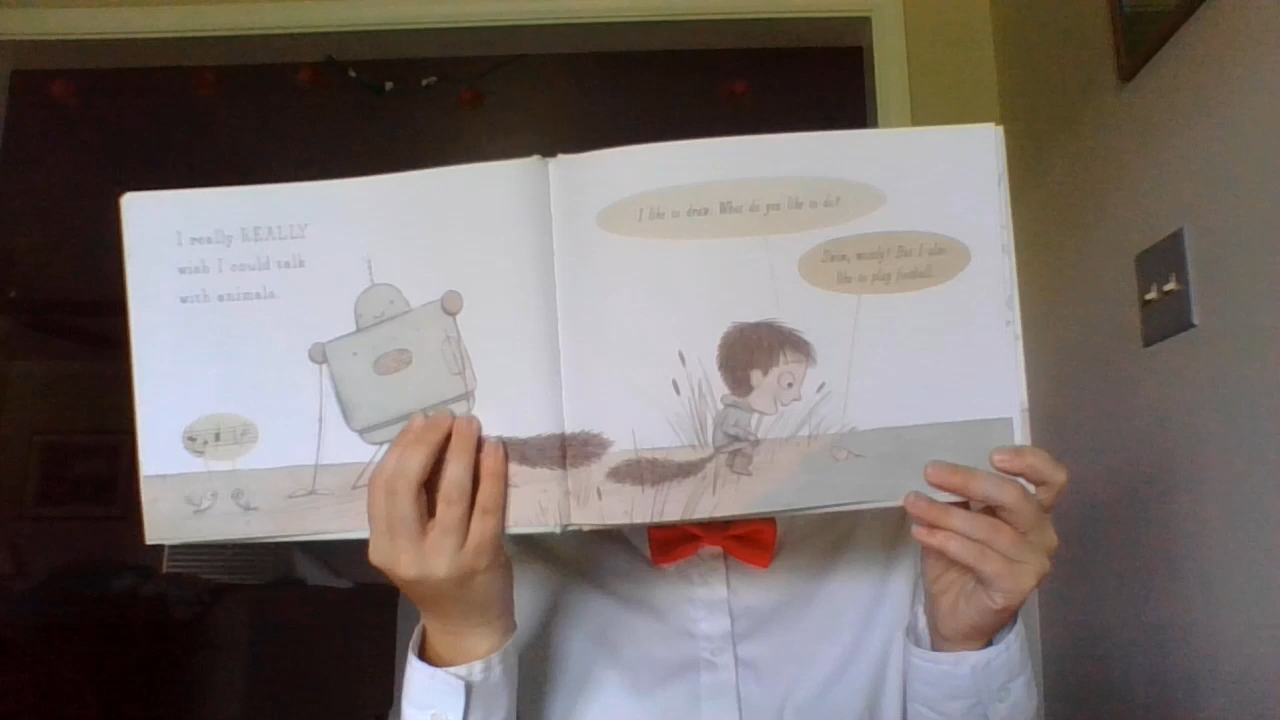 I really REALLY
wish I could talk
with animals.
I like to draw. What do you like to do?
Swim, mostly! But I also
like to play football.